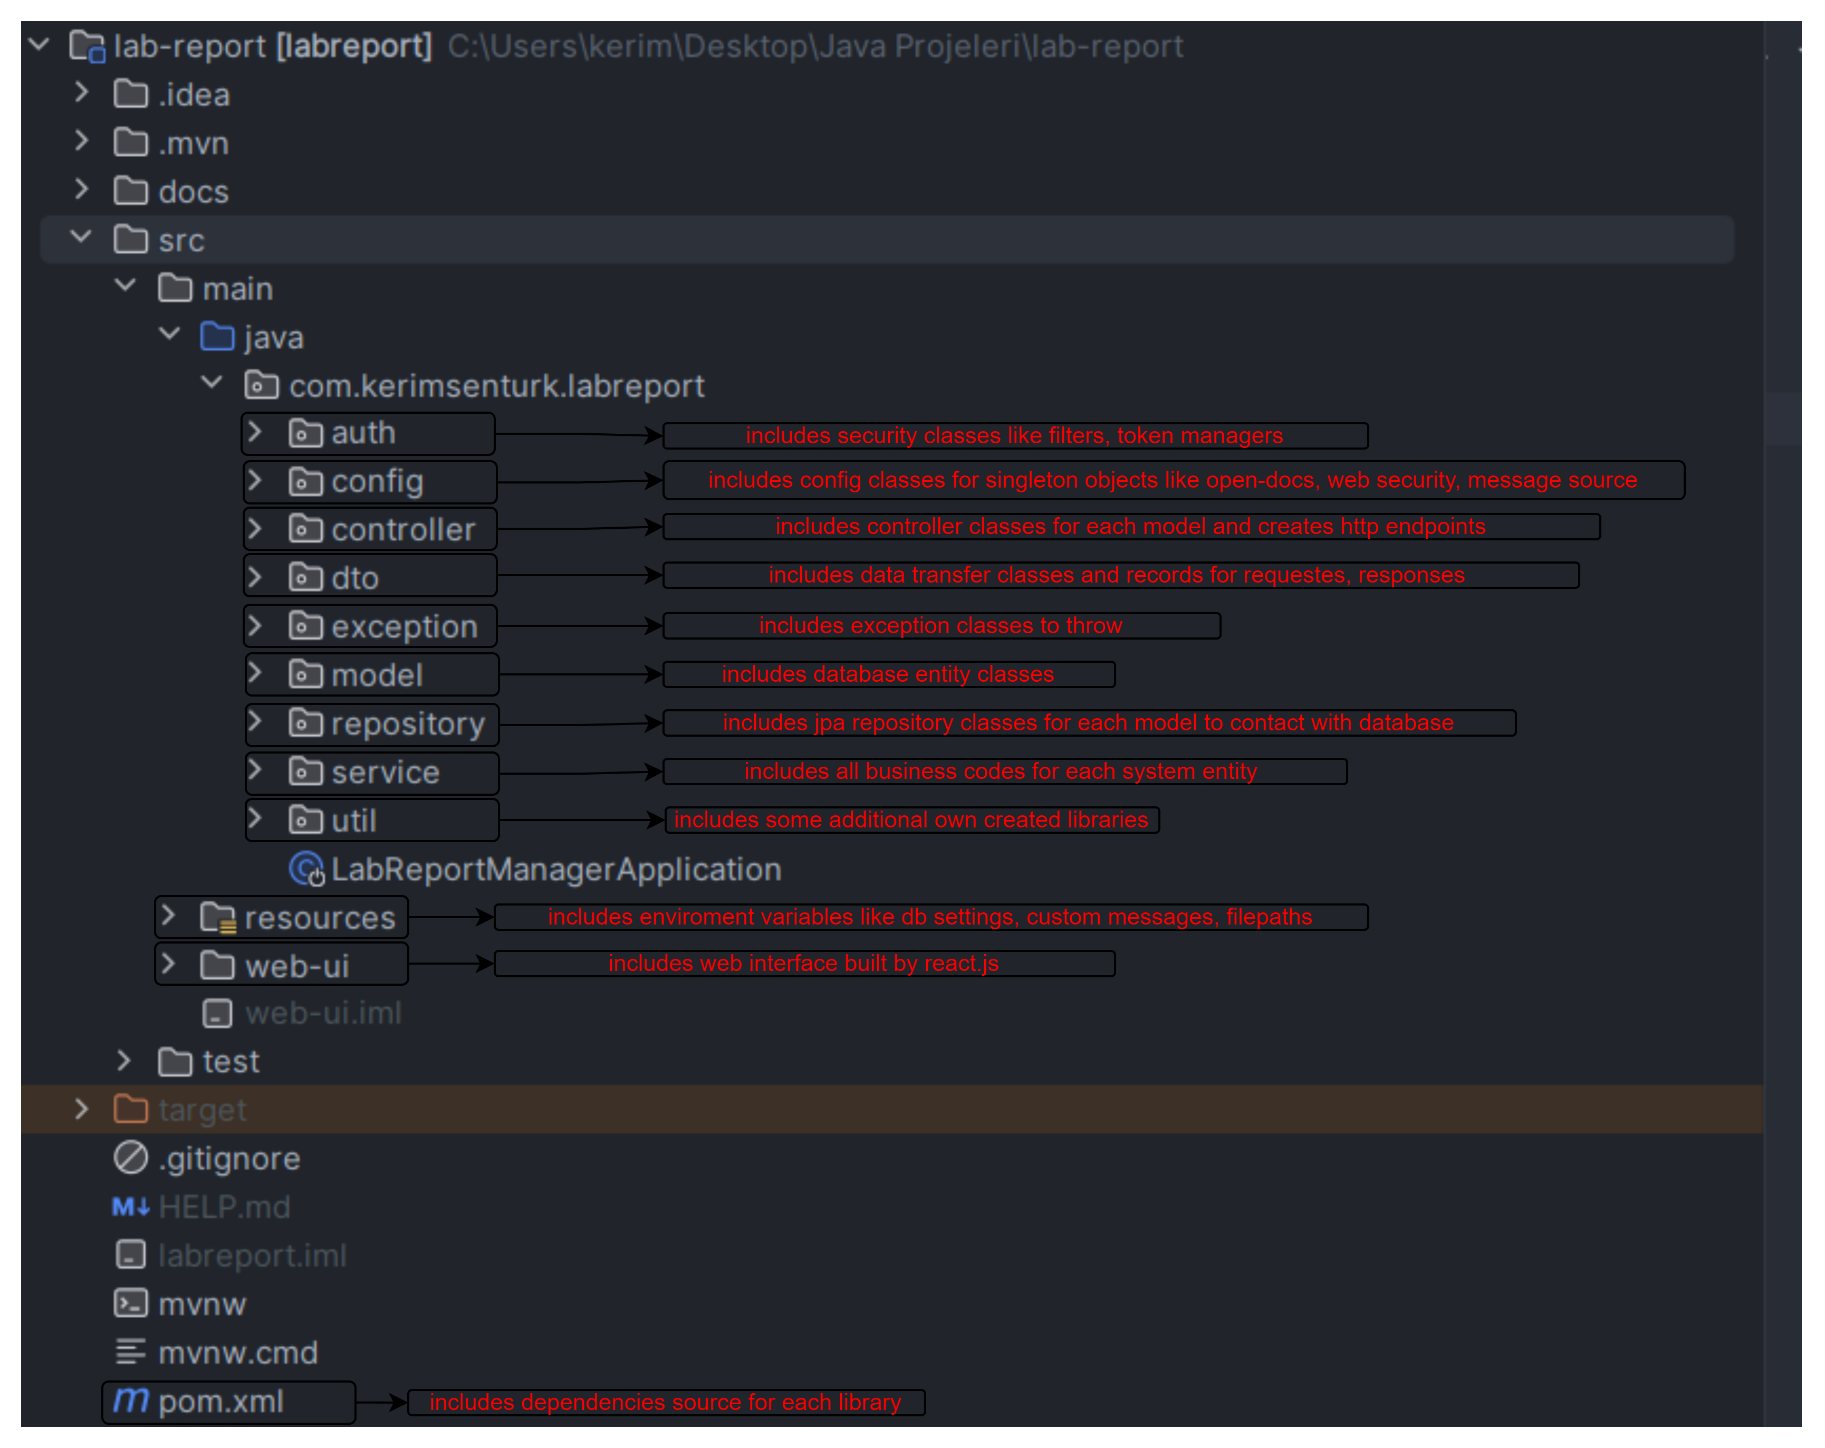 lab-report [labreport] C:\Users\kerim\Desktop\Java Projeleri\lab-report
.idea
.mvn
docs
src
main
java
com.kerimsenturk.labreport
auth includes security classes like filters, token managers
config includes config classes for singleton objects like open-docs, web security, message source
controller includes controller classes for each model and creates http endpoints
dto includes data transfer classes and records for requestes, responses
exception includes exception classes to throw
model includes database entity classes
repository includes jpa repository classes for each model to contact with database
service includes all business codes for each system entity
util includes some additional own created libraries
LabReportManagerApplication
resources includes enviroment variables like db settings, custom messages, filepaths
web-ui includes web interface built by react.js
web-ui.iml
test
target
.gitignore
HELP.md
labreport.iml
mvnw
mvnw.cmd
pom.xml includes dependencies source for each library